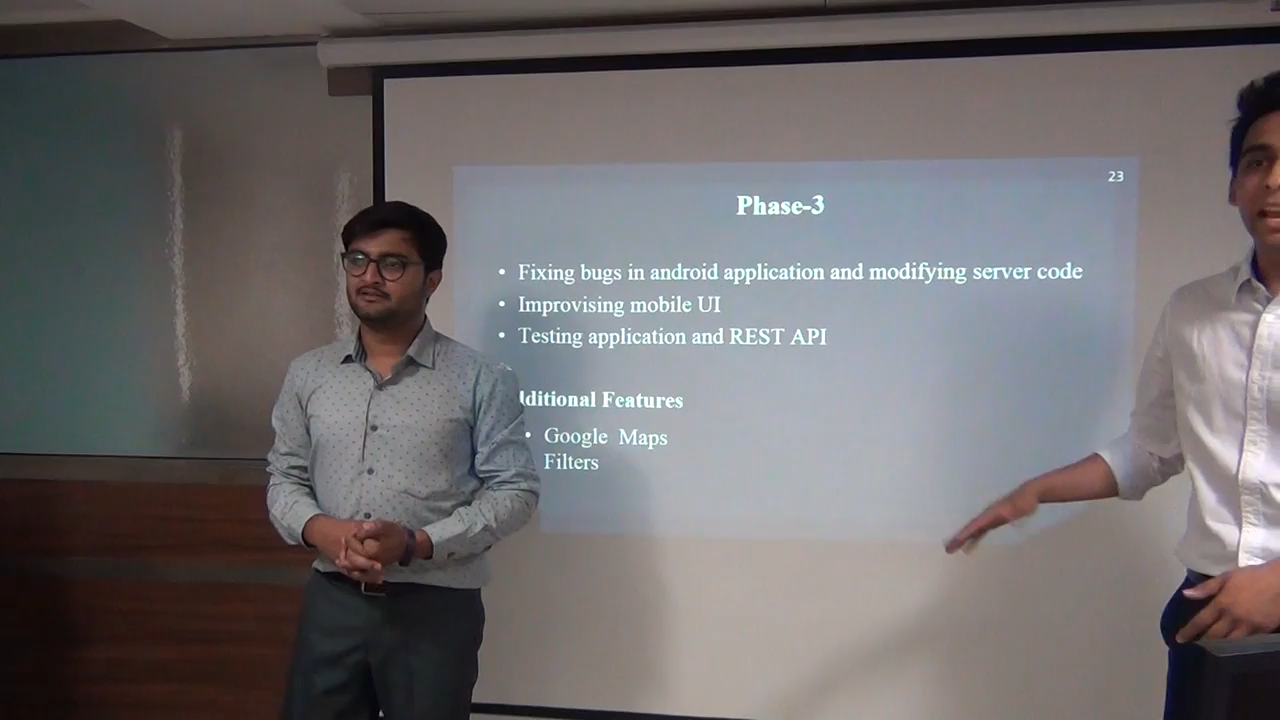 23
Phase-3
• Fixing bugs in android application and modifying server code
• Improvising mobile UI
• Testing application and REST API
dditional Features
• Google Maps
Filters